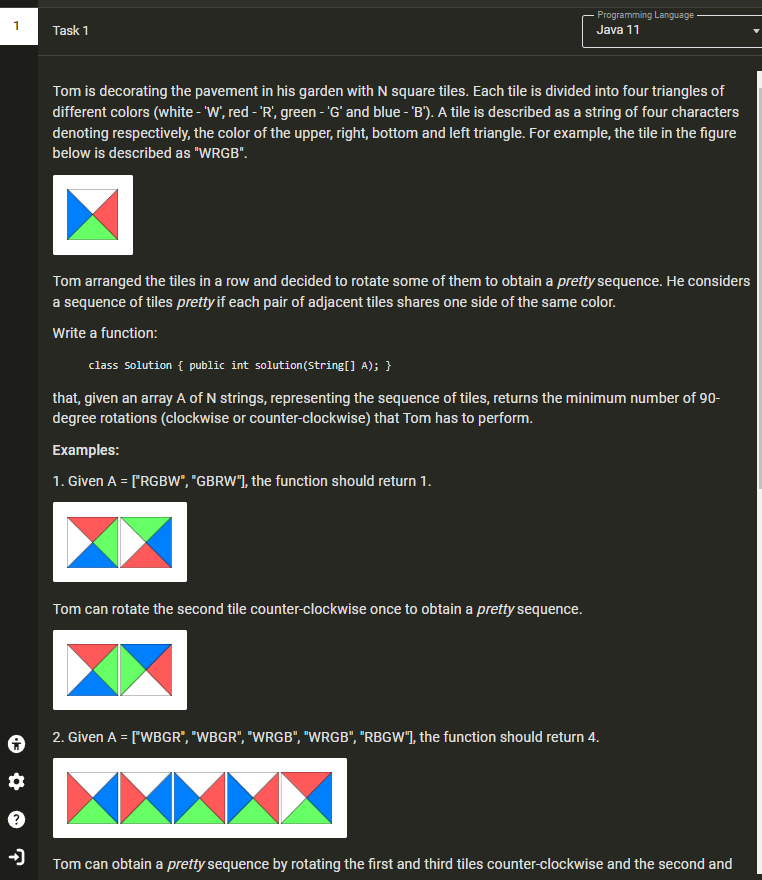 1
Task 1
Programming Language
Java 11
Tom is decorating the pavement in his garden with N square tiles. Each tile is divided into four triangles of
different colors (white - 'W', red - 'R', green - 'G' and blue - 'B'). A tile is described as a string of four characters
denoting respectively, the color of the upper, right, bottom and left triangle. For example, the tile in the figure
below is described as "WRGB".
Tom arranged the tiles in a row and decided to rotate some of them to obtain a pretty sequence. He considers
a sequence of tiles pretty if each pair of adjacent tiles shares one side of the same color.
Write a function:
class Solution { public int solution(String[] A); }
that, given an array A of N strings, representing the sequence of tiles, returns the minimum number of 90-
degree rotations (clockwise or counter-clockwise) that Tom has to perform.
Examples:
1. Given A = ["RGBW", "GBRW"], the function should return 1.
Tom can rotate the second tile counter-clockwise once to obtain a pretty sequence.
2. Given A = ["WBGR", "WBGR", "WRGB", "WRGB", "RBGW"], the function should return 4.
Tom can obtain a pretty sequence by rotating the first and third tiles counter-clockwise and the second and